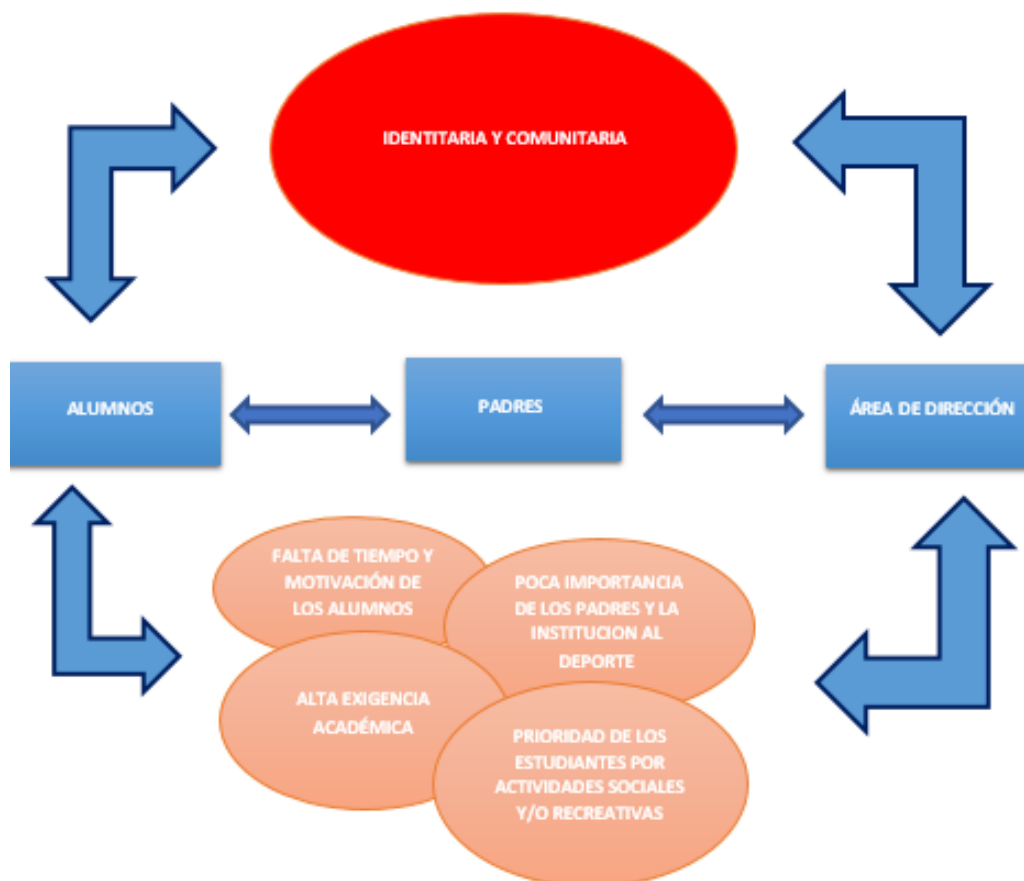 IDENTITARIA Y COMUNITARIA
ALUMNOS
PADRES
ÁREA DE DIRECCIÓN
FALTA DE TIEMPO Y
MOTIVACIÓN DE
LOS ALUMNOS
POCA IMPORTANCIA
DE LOS PADRES Y LA
INSTITUCION AL
DEPORTE
ALTA EXIGENCIA
ACADÉMICA
PRIORIDAD DE LOS
ESTUDIANTES POR
ACTIVIDADES SOCIALES
Y/O RECREATIVAS